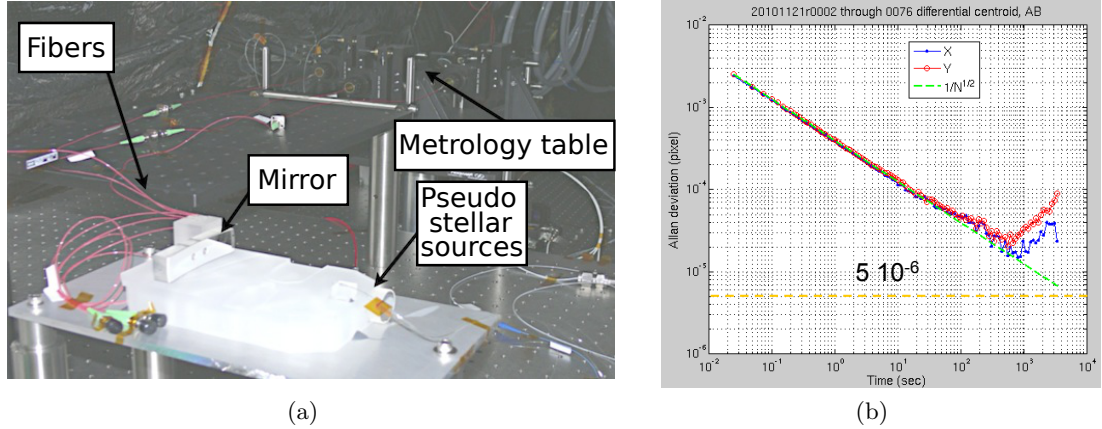 Fibers
Mirror
Metrology table
Pseudo
stellar
sources
(a)
20101121r0002 through 0076 differential centroid, AB
X
Y
1/N^1/2
Allan deviation (pixel)
10^-2
10^-3
10^-4
10^-5
10^-6
5 10^-6
10^-2 10^-1 10^0 10^1 10^2 10^3 10^4
Time (sec)
(b)